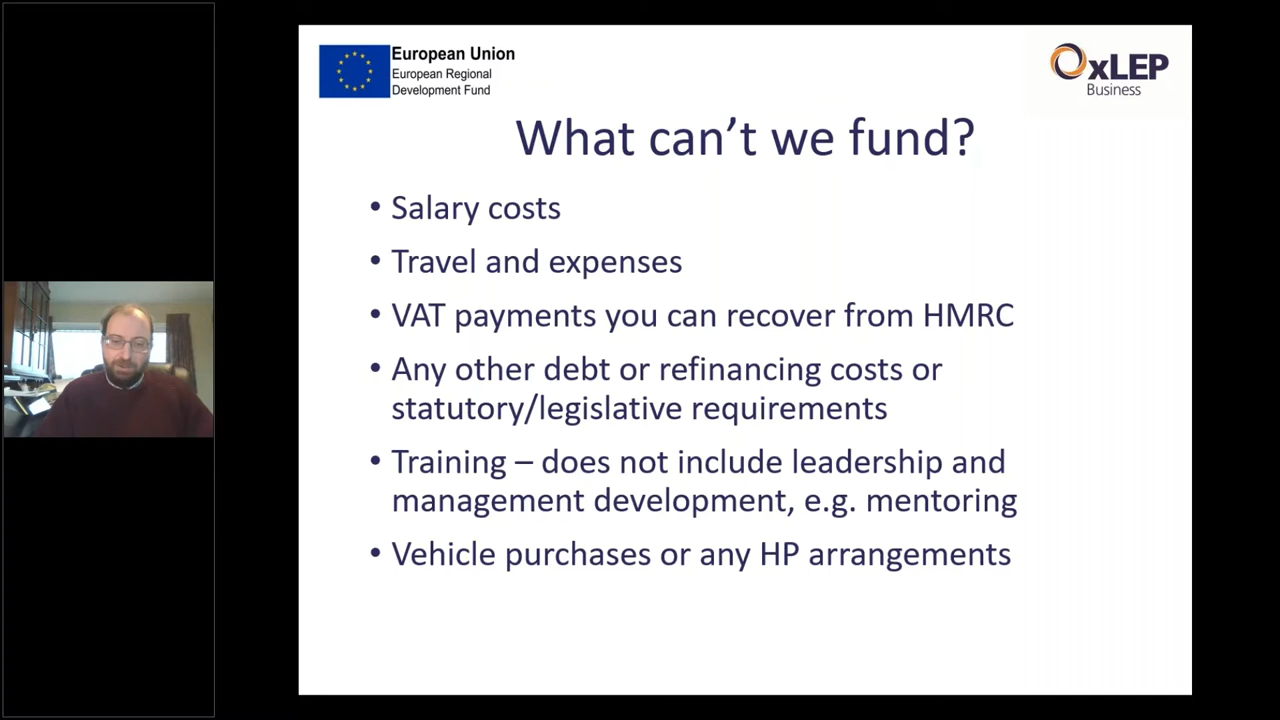 European Union
European Regional
Development Fund
OxLEP
Business
What can’t we fund?
• Salary costs
• Travel and expenses
• VAT payments you can recover from HMRC
• Any other debt or refinancing costs or
statutory/legislative requirements
• Training – does not include leadership and
management development, e.g. mentoring
• Vehicle purchases or any HP arrangements